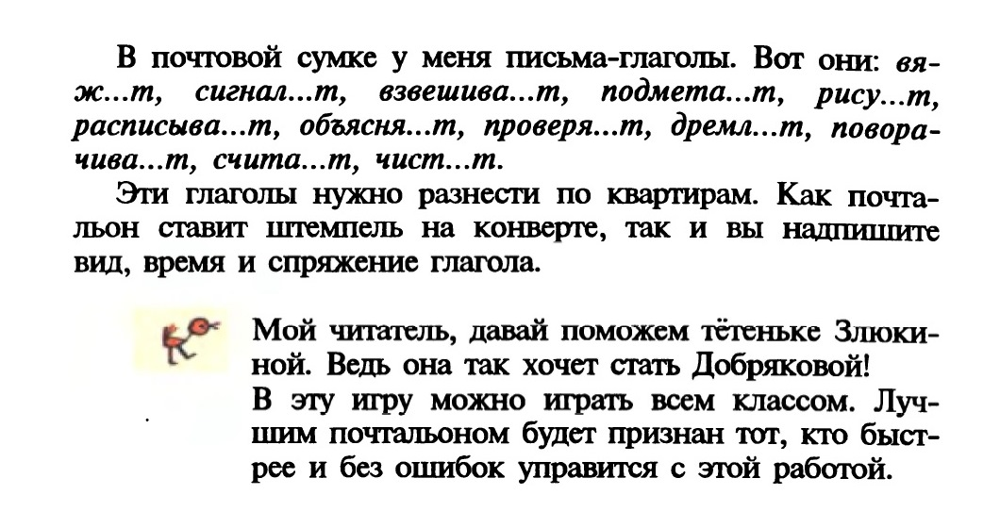 В почтовой сумке у меня письма-глаголы. Вот они: вя-
ж...т, сигнал...т, взвешива...т, подмета...т, рису...т,
расписыва...т, объясня...т, проверя...т, дремл...т, повора-
чива...т, счита...т, чист...т.
Эти глаголы нужно разнести по квартирам. Как почта-
льон ставит штемпель на конверте, так и вы надпишите
вид, время и спряжение глагола.
Мой читатель, давай поможем тётеньке Злюки-
ной. Ведь она так хочет стать Добряковой!
В эту игру можно играть всем классом. Луч-
шим почтальоном будет признан тот, кто быст-
рее и без ошибок управится с этой работой.